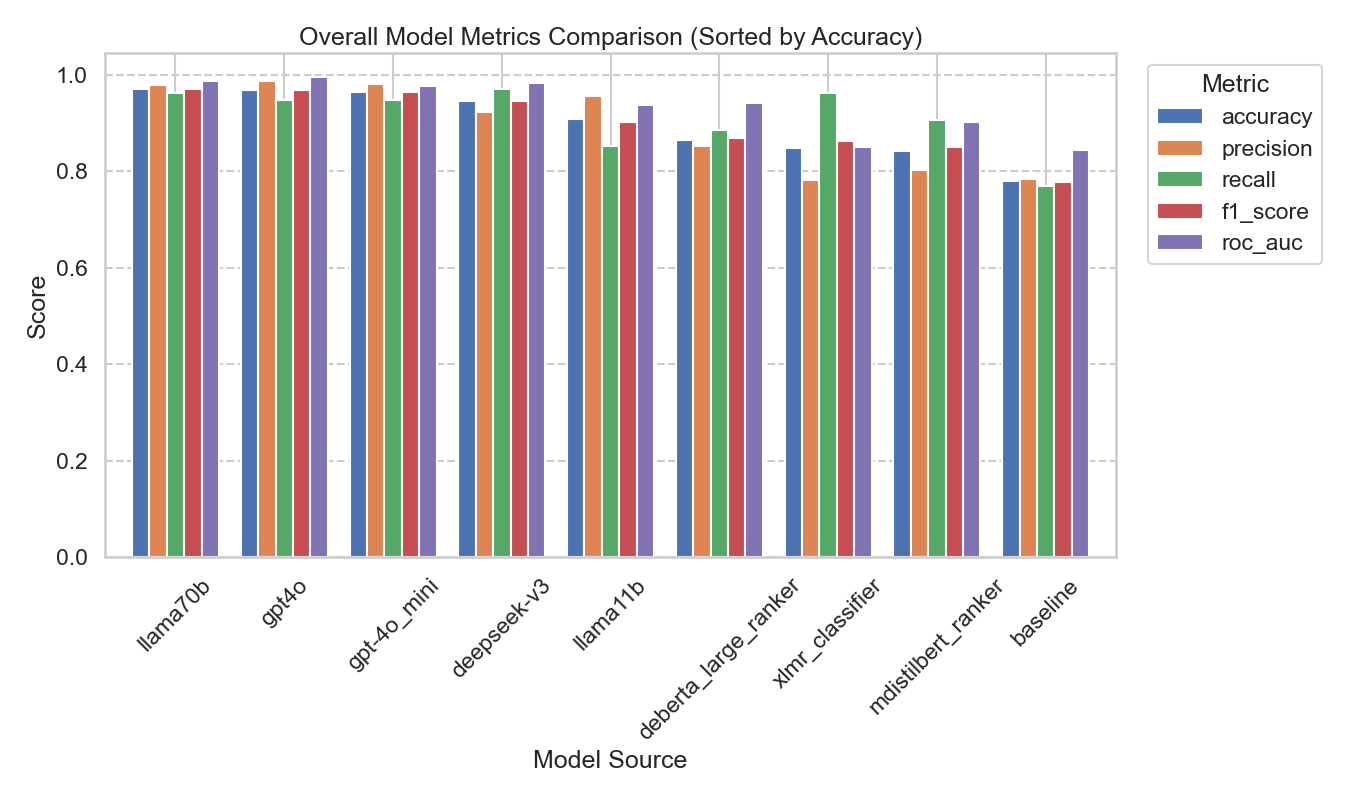 Overall Model Metrics Comparison (Sorted by Accuracy)
Metric
accuracy
precision
recall
f1_score
roc_auc
Score
1.0
0.8
0.6
0.4
0.2
0.0
llama70b
gpt4o
gpt-4o_mini
deepseek-v3
llama11b
deberta_large_ranker
xlmr_classifier
mdistilbert_ranker
baseline
Model Source